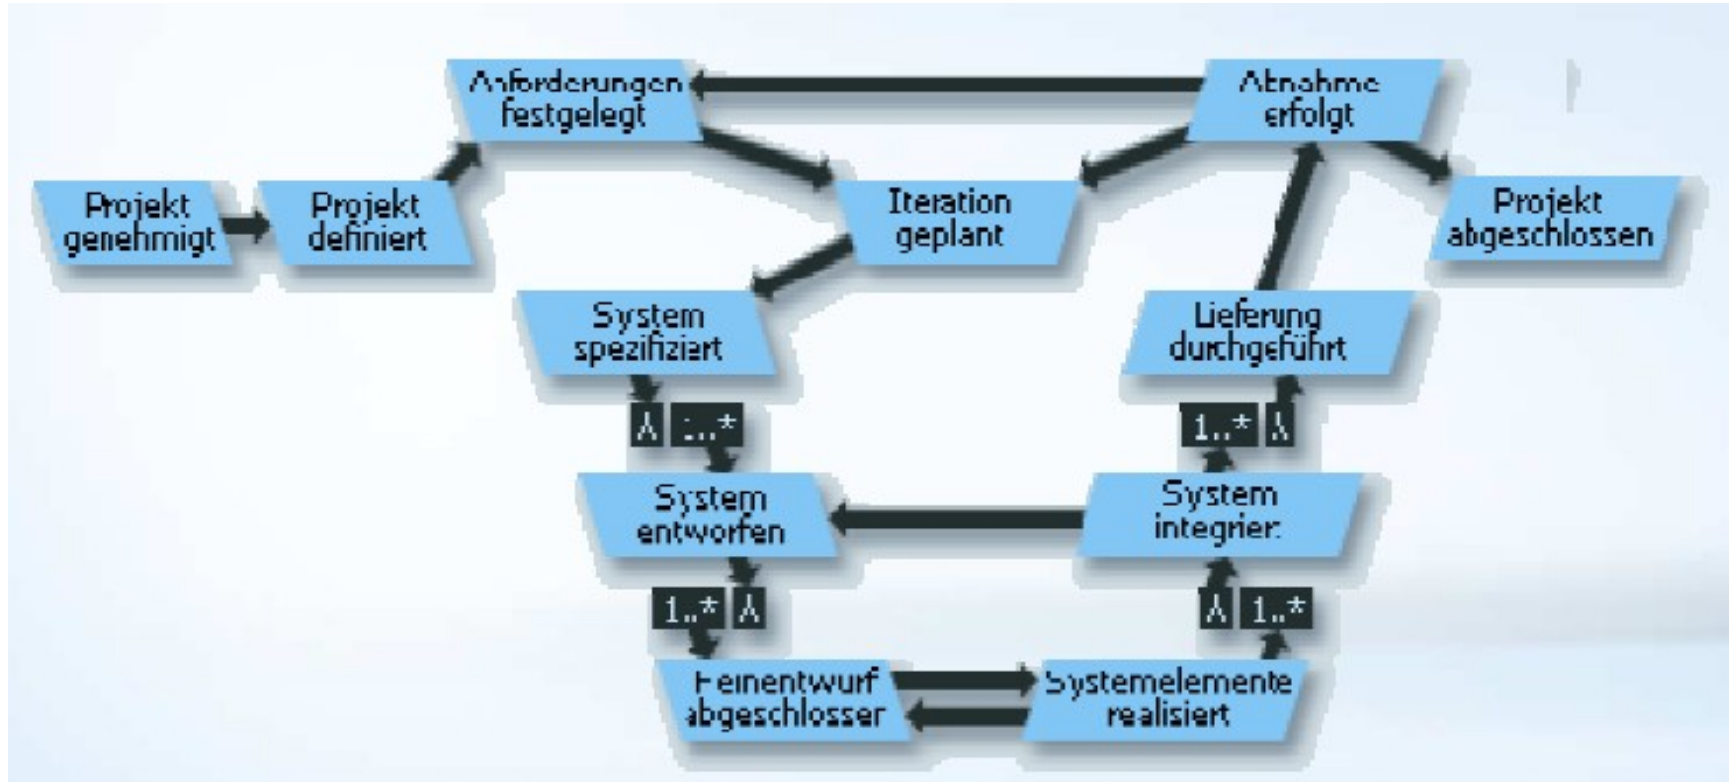 Anforderungen
festgelegt
Abnahme
erfolgt
Projekt
genehmigt
Projekt
definiert
Iteration
geplant
Projekt
abgeschlossen
System
spezifiziert
Lieferung
durchgeführt
1..*
1..*
System
entworfen
System
integriert
1..*
1..*
Feinentwurf
abgeschlossen
Systemelemente
realisiert